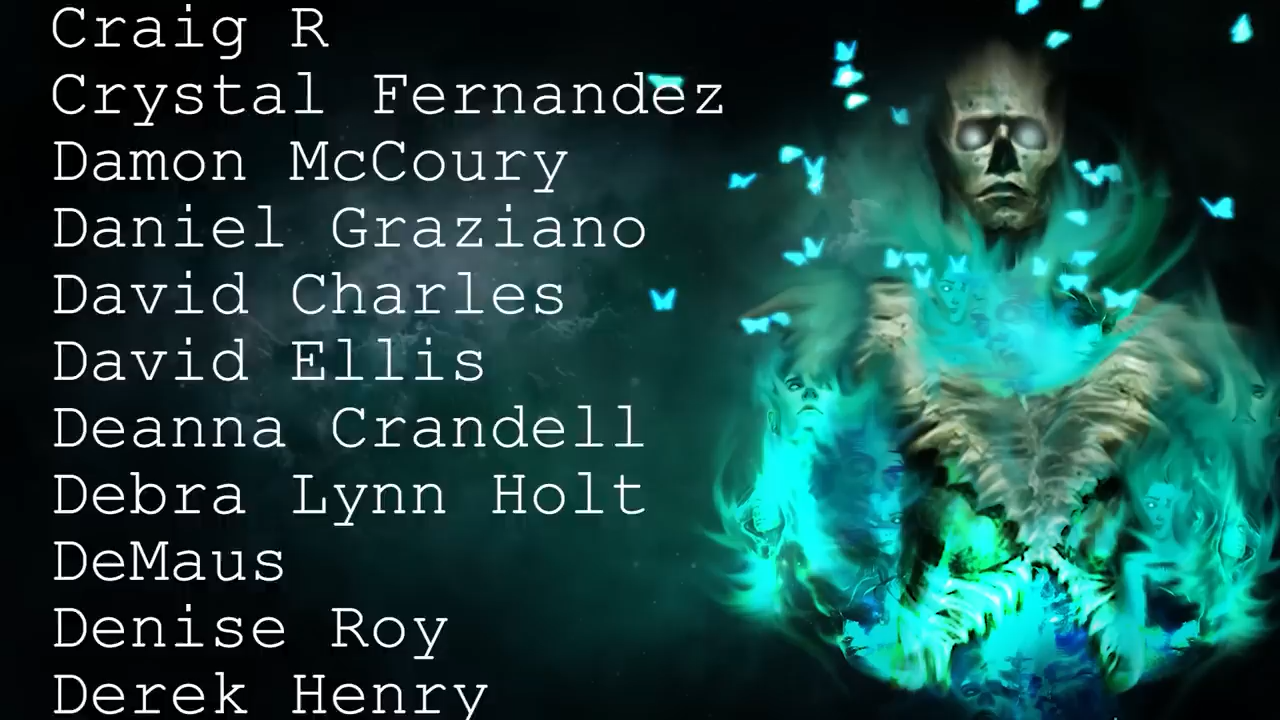 Craig R
Crystal Fernandez
Damon McCoury
Daniel Graziano
David Charles
David Ellis
Deanna Crandell
Debra Lynn Holt
DeMaus
Denise Roy
Derek Henry